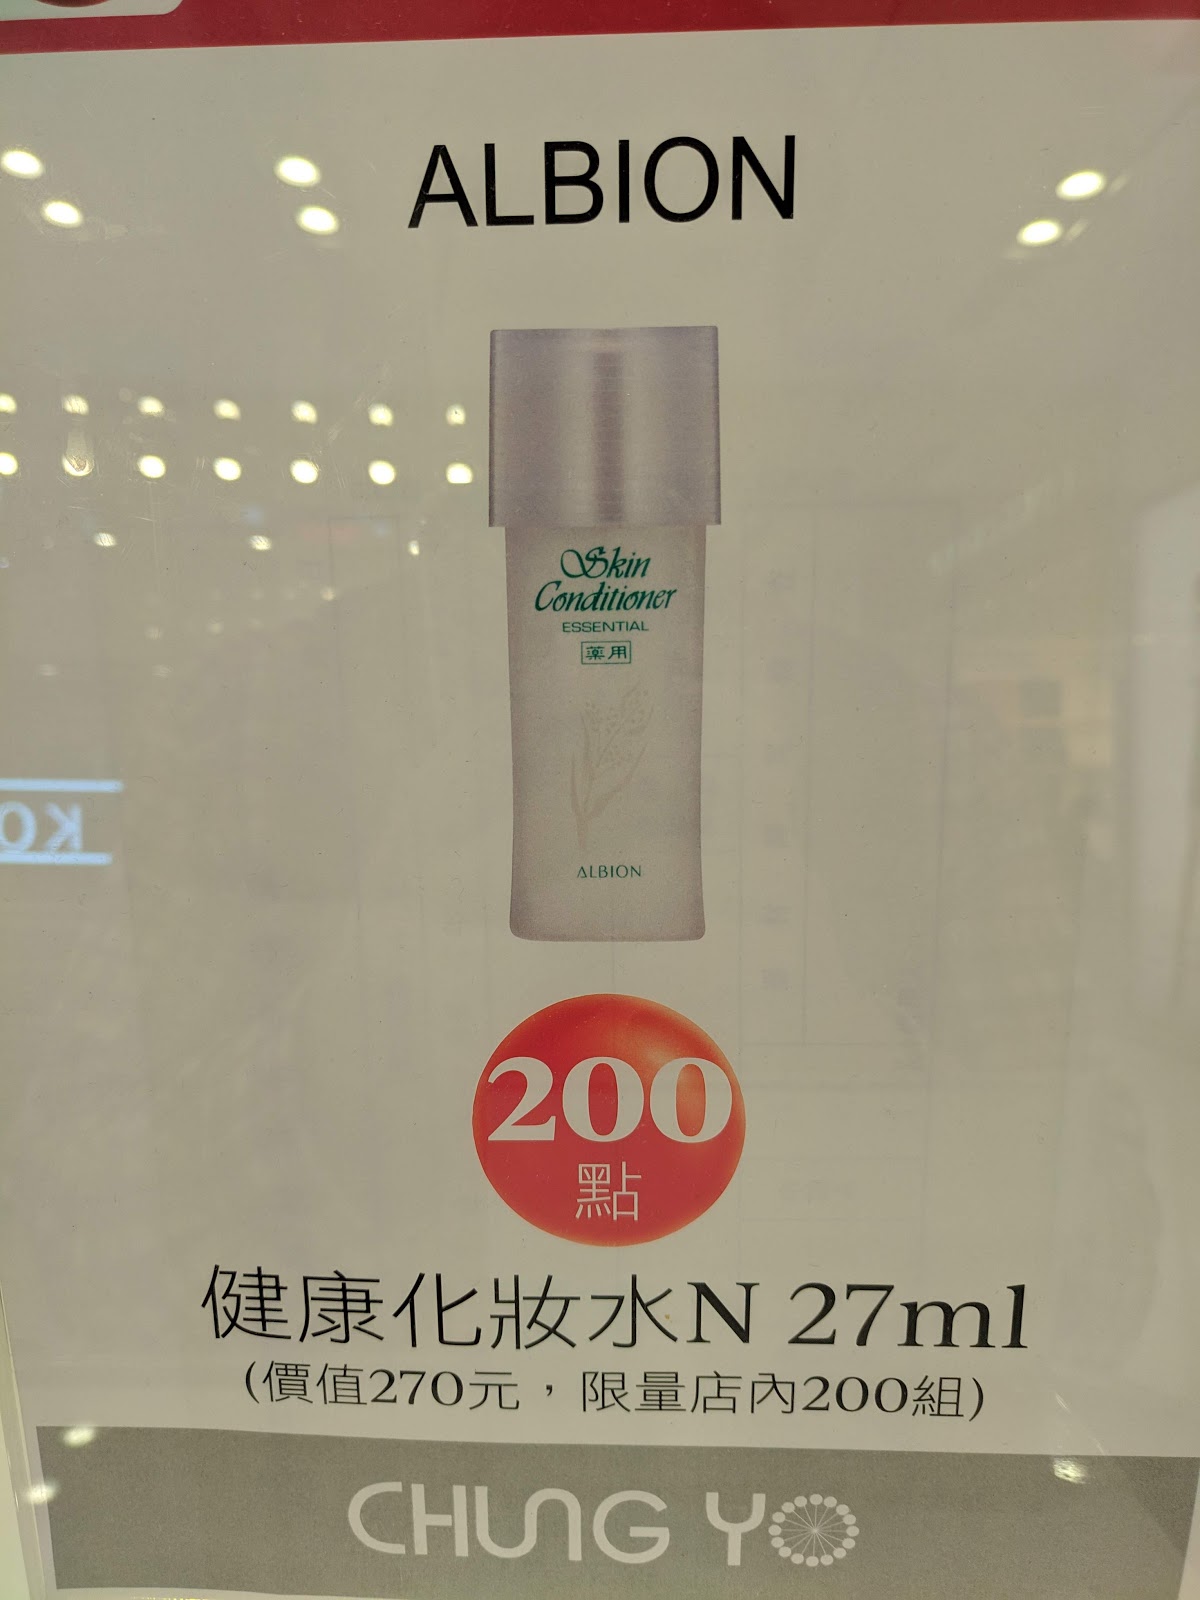 ALBION
Skin
Conditioner
ESSENTIAL
薬用
ALBION
200
點
健康化妝水N 27ml
(價值270元，限量店內200組)
CHUNG YO
KO